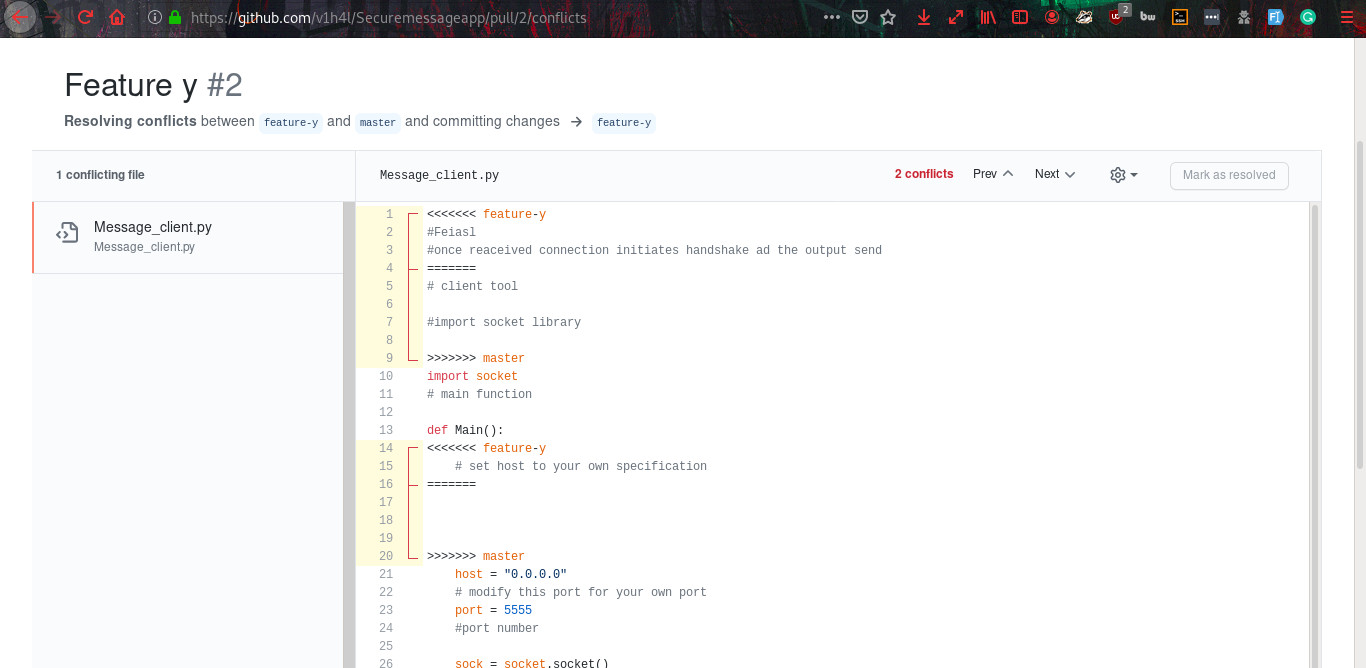 https://github.com/v1h4l/Securemessageapp/pull/2/conflicts
2
bw
Feature y #2
Resolving conflicts between feature-y and master and committing changes → feature-y
1 conflicting file
Message_client.py
2 conflicts Prev Next Mark as resolved
Message_client.py
Message_client.py
1 <<<<<<< feature-y
2 #Feiasl
3 #once reaceived connection initiates handshake ad the output send
4 =======
5 # client tool
6
7 #import socket library
8
9 >>>>>>> master
10 import socket
11 # main function
12
13 def Main():
14 <<<<<<< feature-y
15     # set host to your own specification
16 =======
17
18
19
20 >>>>>>> master
21     host = "0.0.0.0"
22     # modify this port for your own port
23     port = 5555
24     #port number
25
26     sock = socket.socket()